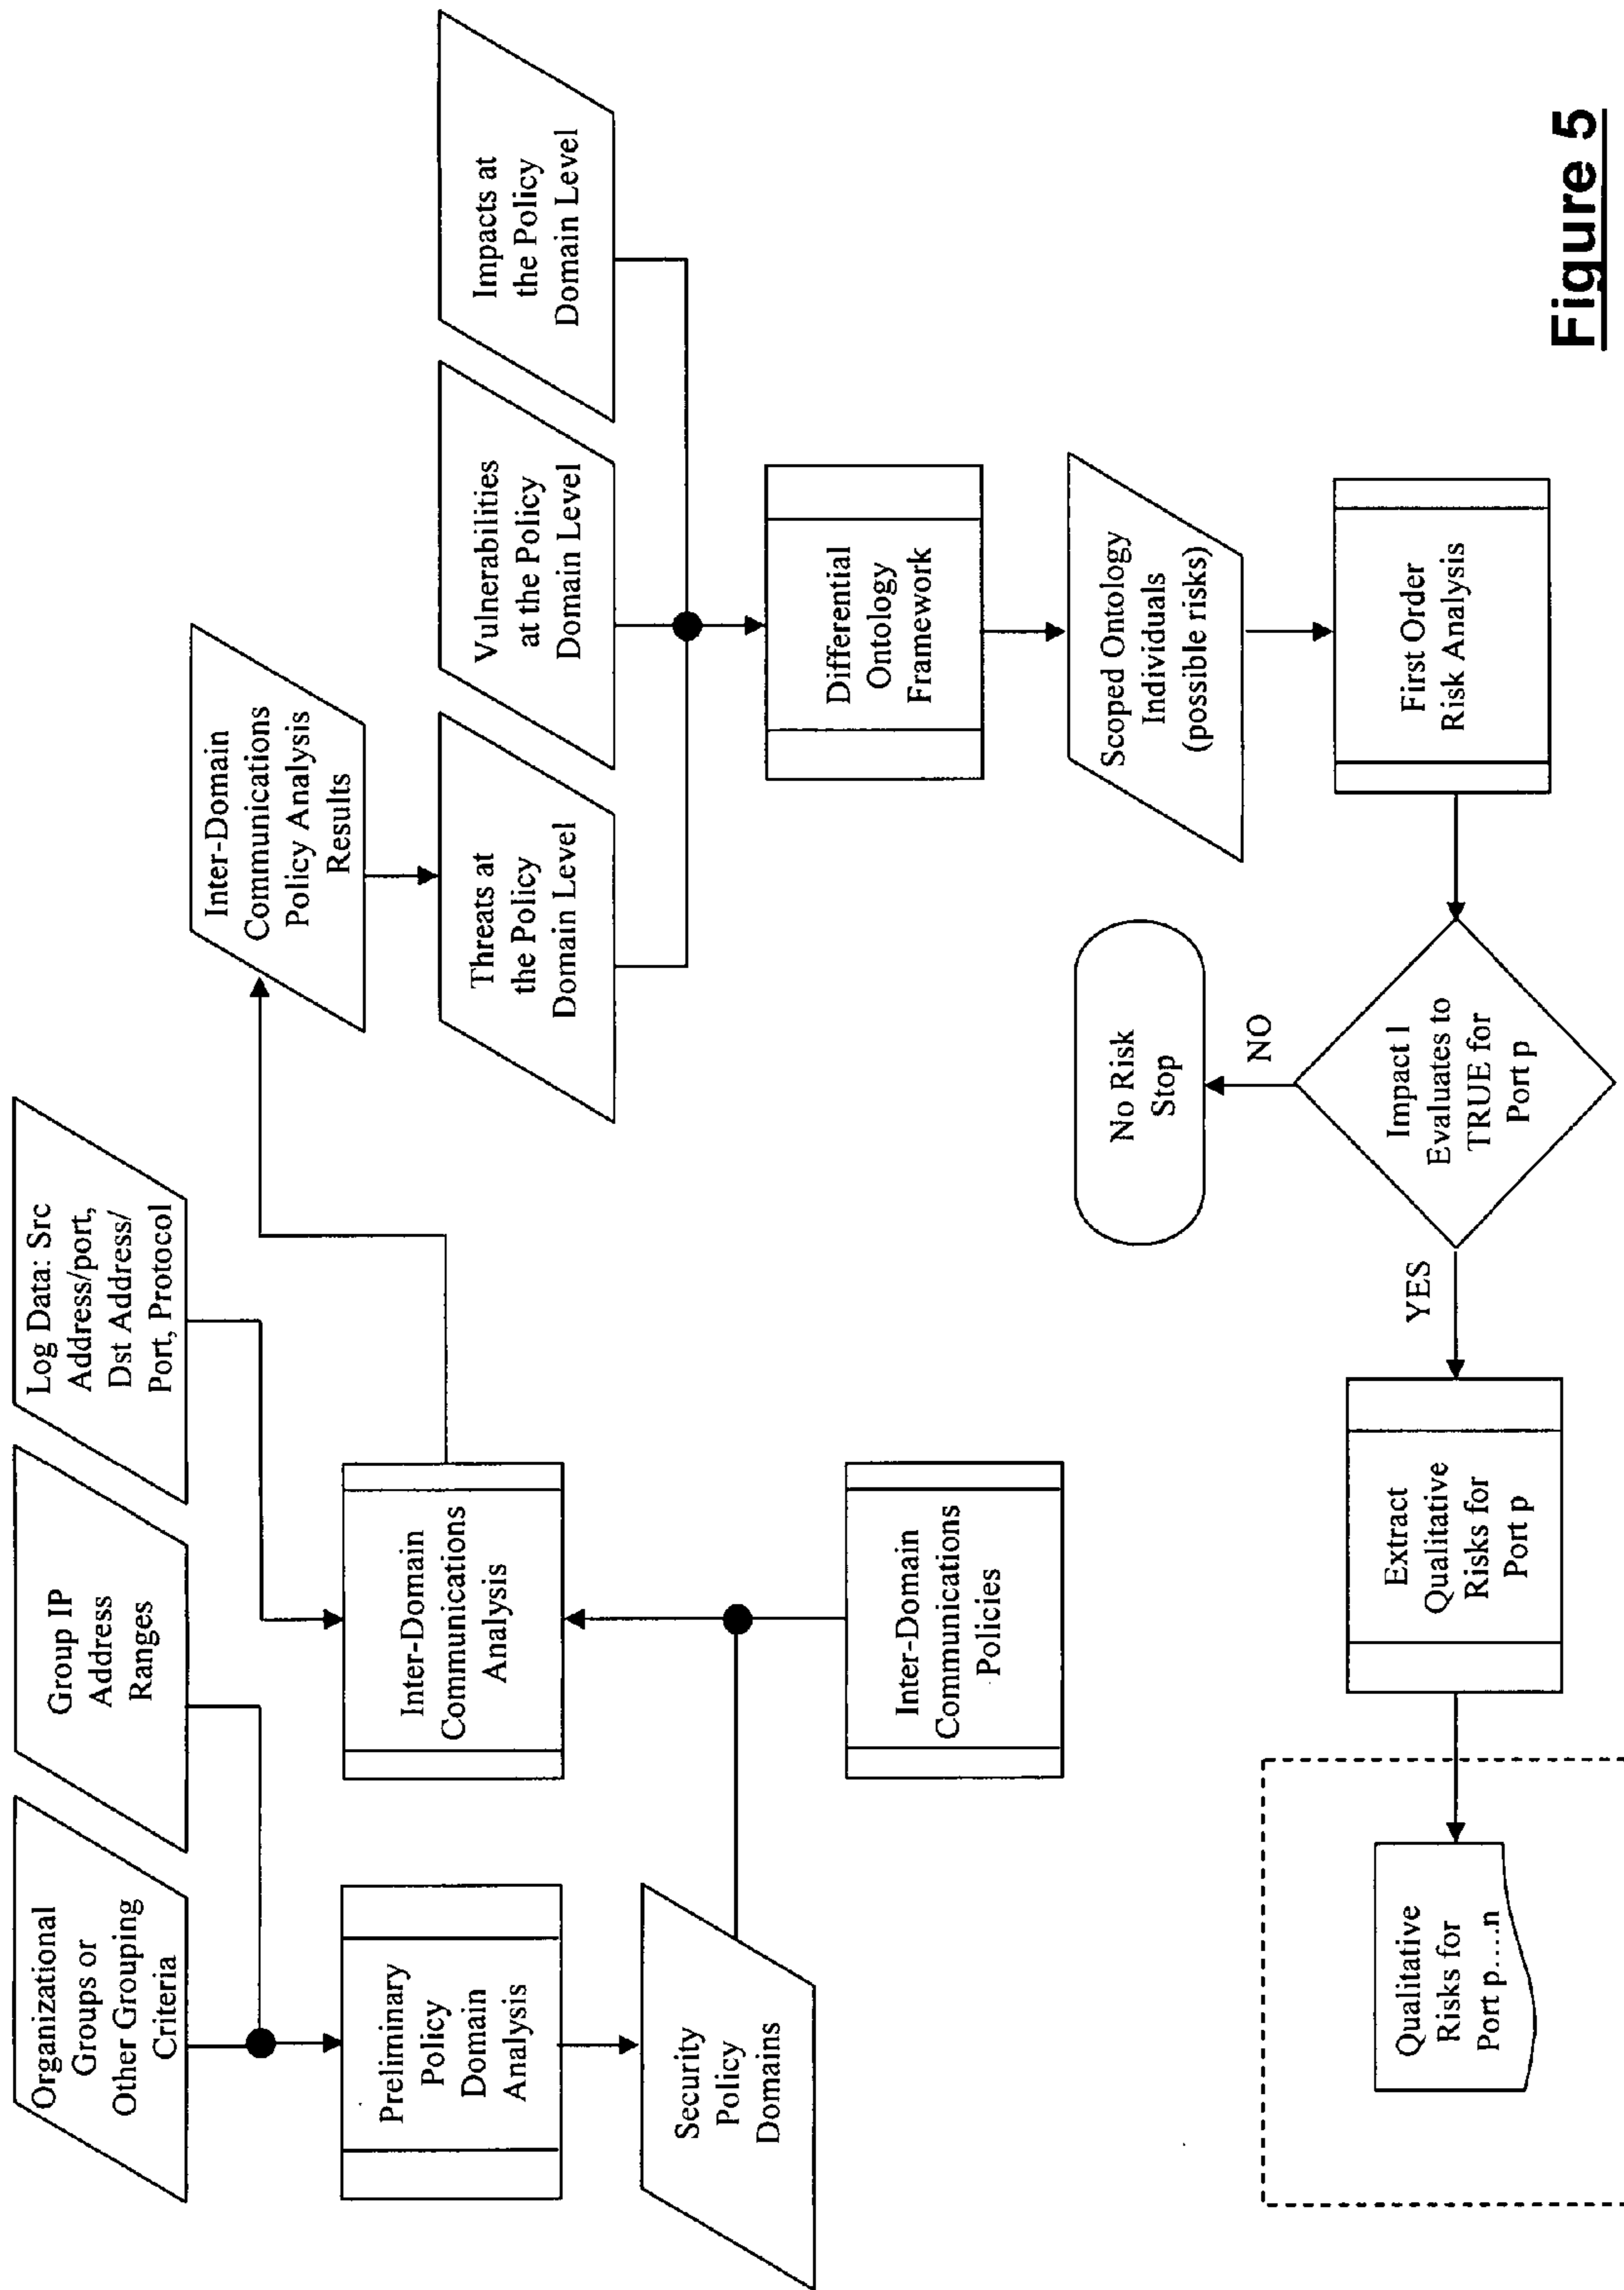 Organizational
Groups or
Other Grouping
Criteria
Group IP
Address
Ranges
Log Data: Src
Address/port,
Dst Address/
Port, Protocol
Preliminary
Policy
Domain
Analysis
Inter-Domain
Communications
Analysis
Inter-Domain
Communications
Policy Analysis
Results
Security
Policy
Domains
Inter-Domain
Communications
Policies
Threats at
the Policy
Domain Level
Vulnerabilities
at the Policy
Domain Level
Impacts at
the Policy
Domain Level
Differential
Ontology
Framework
Scoped Ontology
Individuals
(possible risks)
First Order
Risk Analysis
No Risk
Stop
NO
Impact I
Evaluates to
TRUE for
Port p
YES
Extract
Qualitative
Risks for
Port p
Qualitative
Risks for
Port p....n
Figure 5